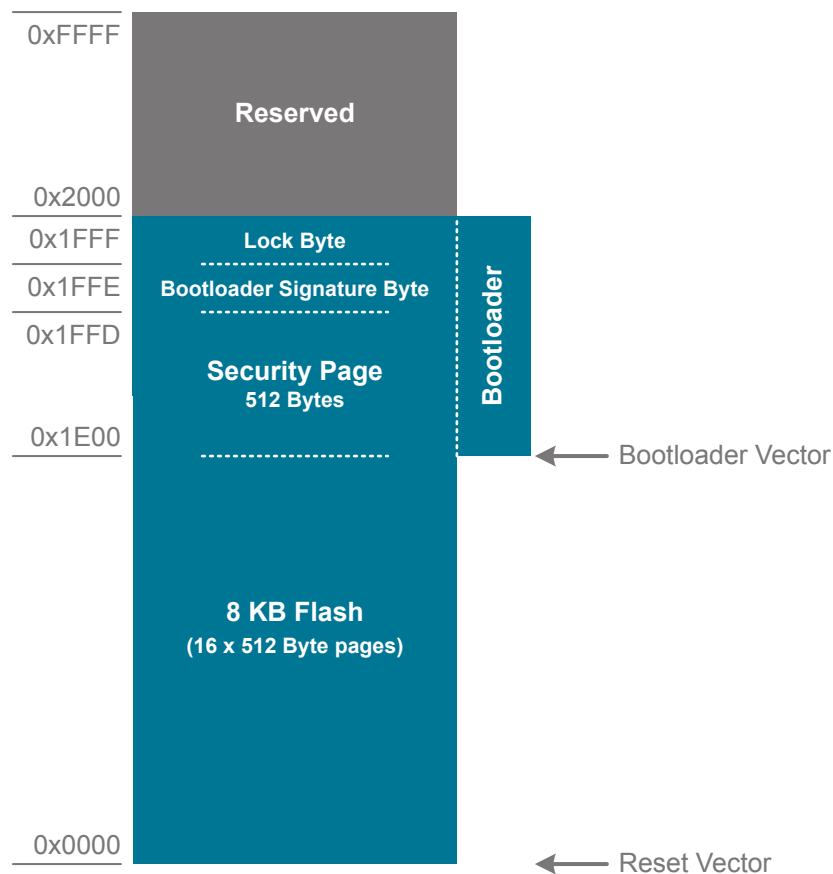 0xFFFF
Reserved
0x2000
0x1FFF
Lock Byte
0x1FFE
Bootloader Signature Byte
0x1FFD
Security Page
512 Bytes
Bootloader
0x1E00
Bootloader Vector
8 KB Flash
(16 x 512 Byte pages)
0x0000
Reset Vector